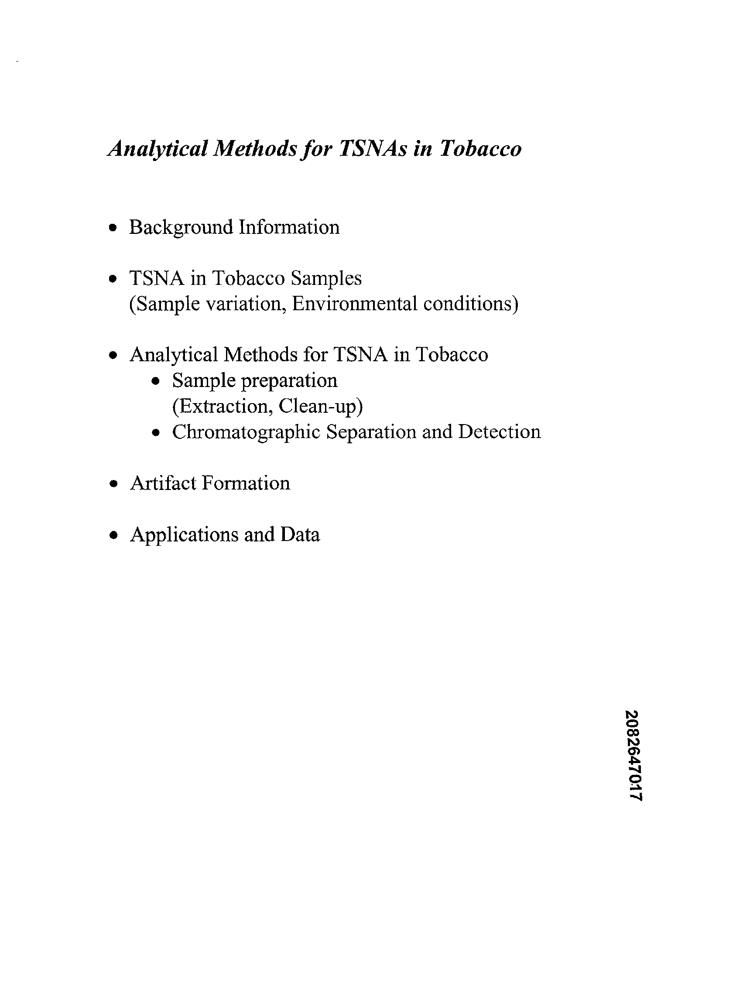 Analytical Methods for TSNAs in Tobacco
• Background Information
• TSNA in Tobacco Samples
(Sample variation, Environmental conditions)
• Analytical Methods for TSNA in Tobacco
• Sample preparation
(Extraction, Clean-up)
• Chromatographic Separation and Detection
• Artifact Formation
• Applications and Data
2082647017